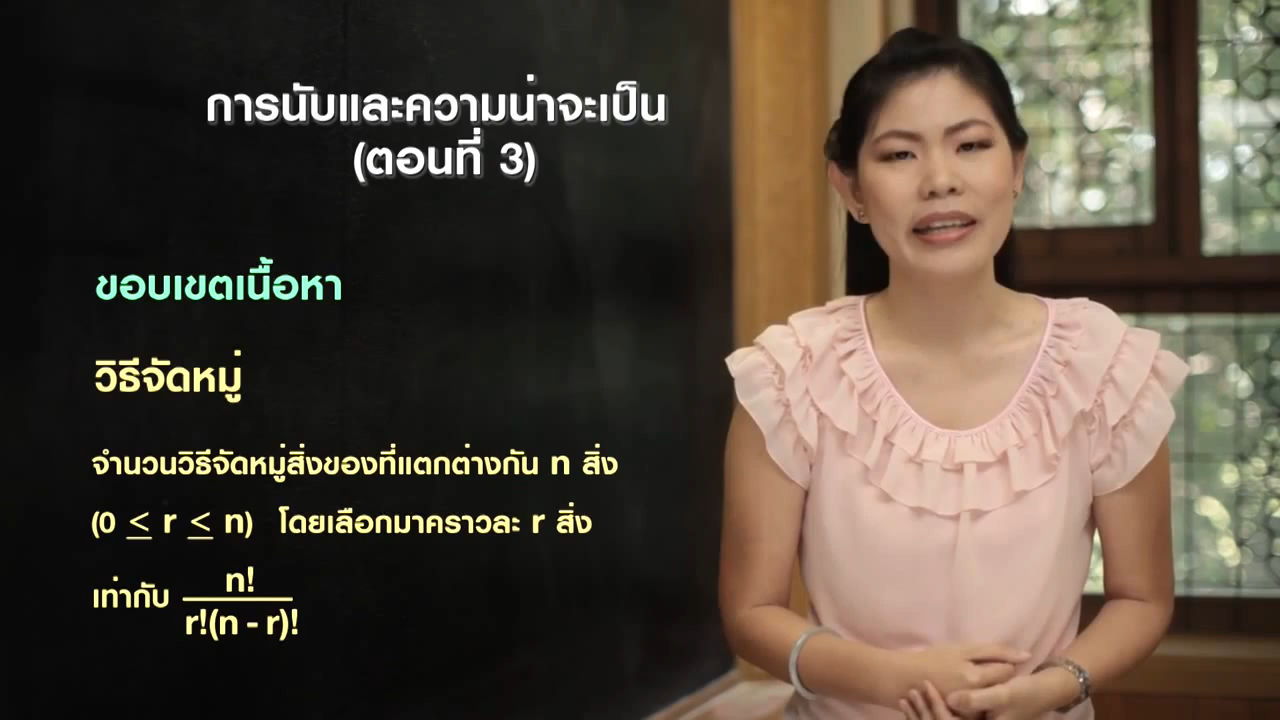 การนับและความน่าจะเป็น
(ตอนที่ 3)
ขอบเขตเนื้อหา
วิธีจัดหมู่
จำนวนวิธีจัดหมู่สิ่งของที่แตกต่างกัน n สิ่ง
(0 ≤ r ≤ n) โดยเลือกมาคราวละ r สิ่ง
เท่ากับ n!
r!(n - r)!